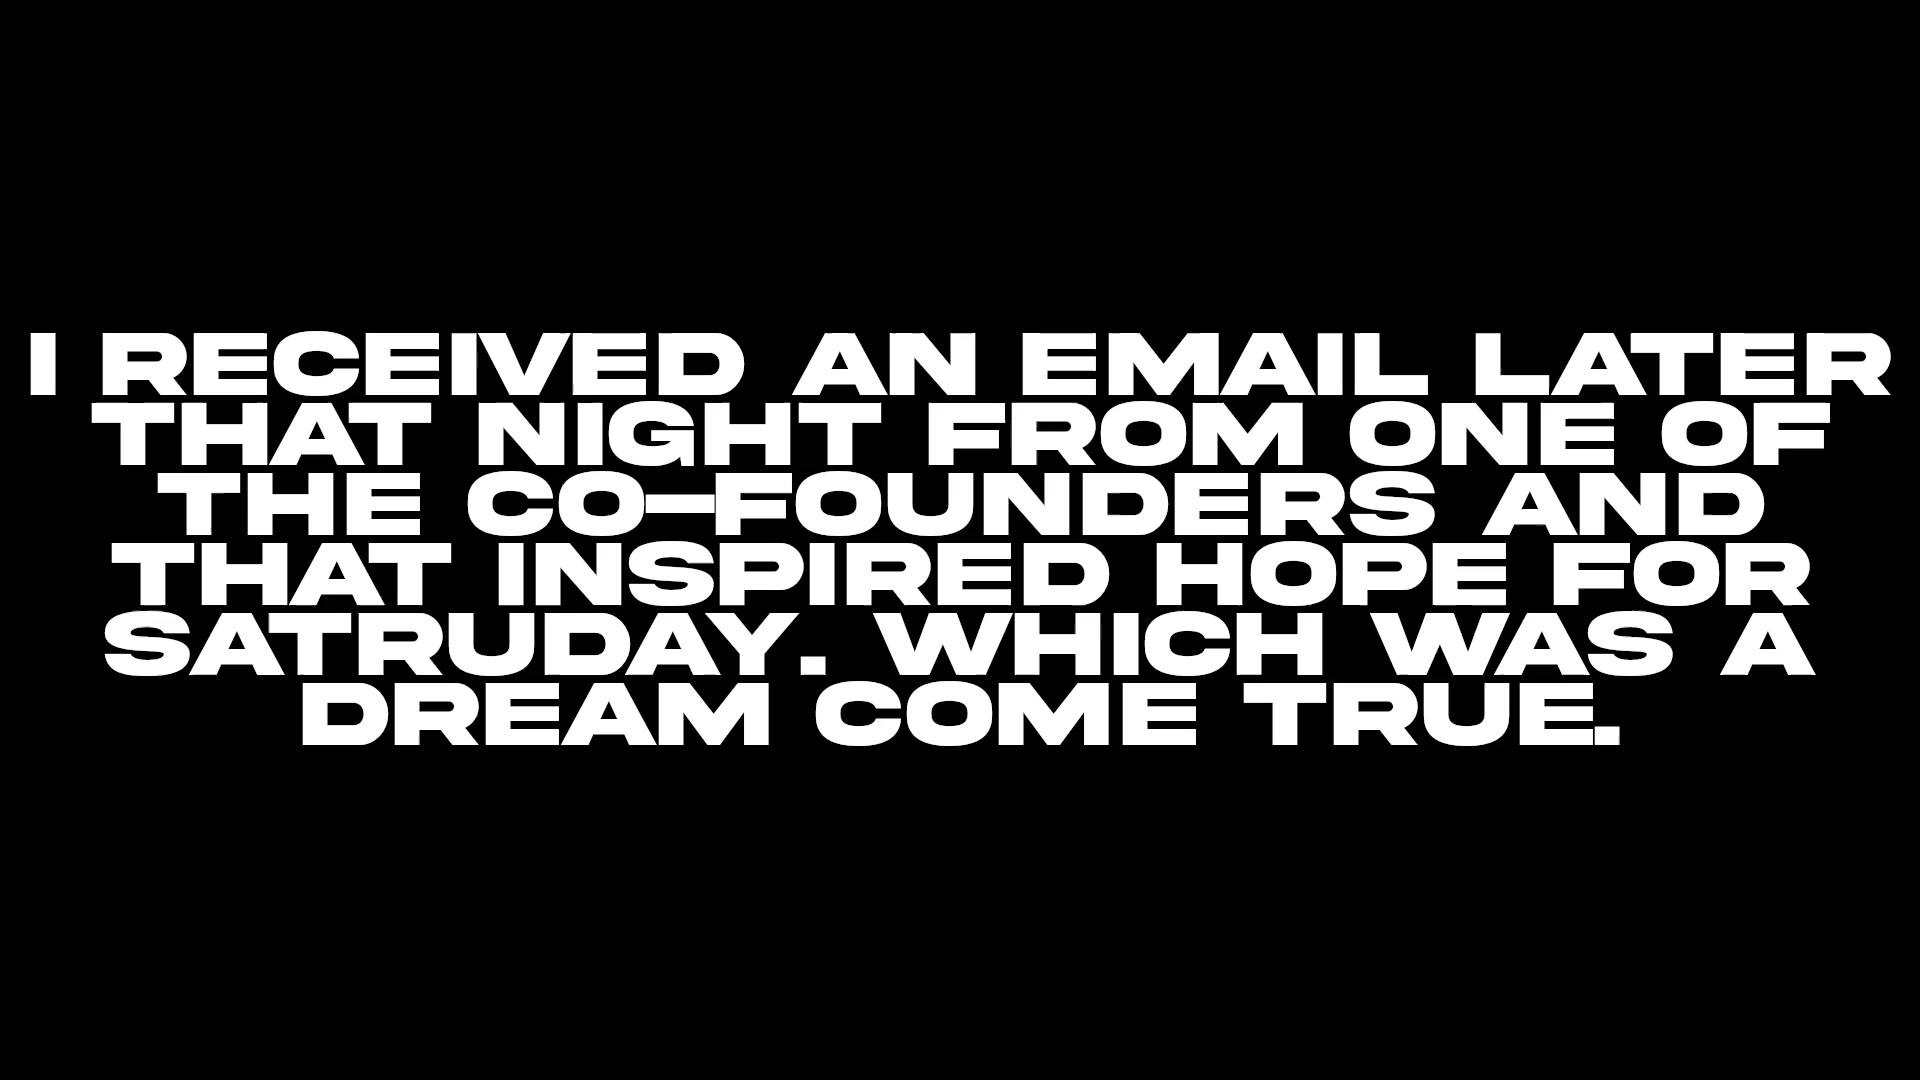 I RECEIVED AN EMAIL LATER
THAT NIGHT FROM ONE OF
THE CO-FOUNDERS AND
THAT INSPIRED HOPE FOR
SATRUDAY. WHICH WAS A
DREAM COME TRUE.